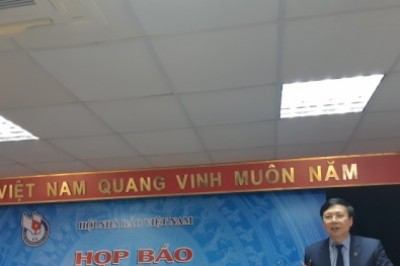 VIỆT NAM QUANG VINH MUÔN NĂM
HỘI NHÀ BÁO VIỆT NAM
HỌP BÁO